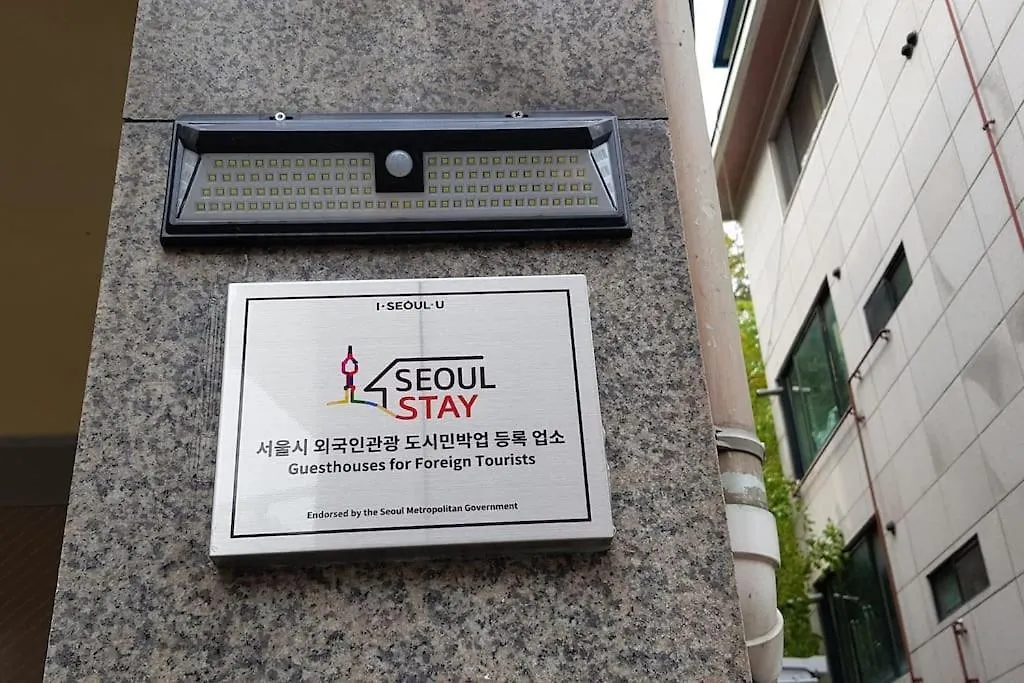 I·SEOUL·U
SEOUL
STAY
서울시 외국인관광 도시민박업 등록 업소
Guesthouses for Foreign Tourists
Endorsed by the Seoul Metropolitan Government